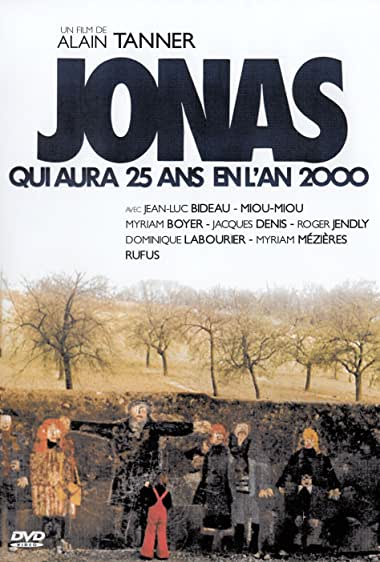 UN FILM DE
ALAIN TANNER
JONAS
QUI AURA 25 ANS EN L'AN 2000
AVEC JEAN-LUC BIDEAU - MIOU-MIOU
MYRIAM BOYER - JACQUES DENIS - ROGER JENDLY
DOMINIQUE LABOURIER - MYRIAM MÉZIÈRES
RUFUS
DVD
VIDEO